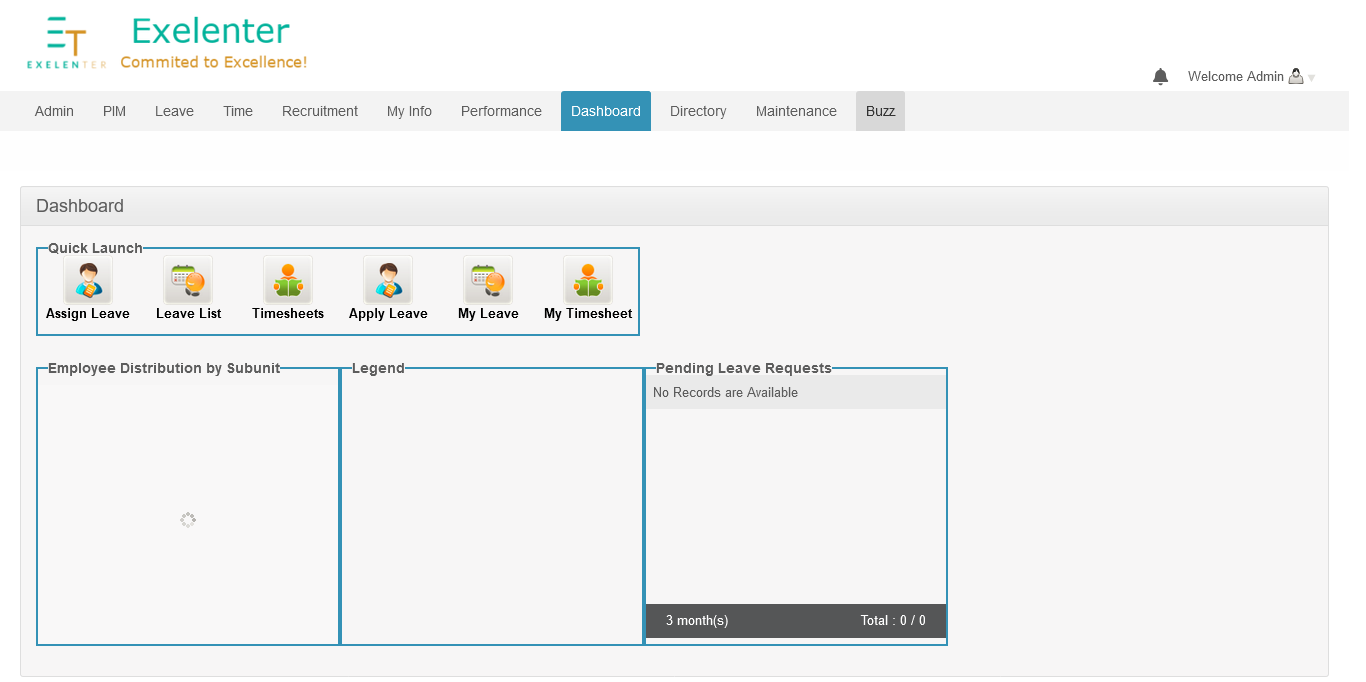 ET
EXELENTER
Exelenter
Commited to Excellence!
Welcome Admin
Admin PIM Leave Time Recruitment My Info Performance Dashboard Directory Maintenance Buzz
Dashboard
Quick Launch
Assign Leave Leave List Timesheets Apply Leave My Leave My Timesheet
Employee Distribution by Subunit Legend Pending Leave Requests
No Records are Available
3 month(s) Total : 0 / 0